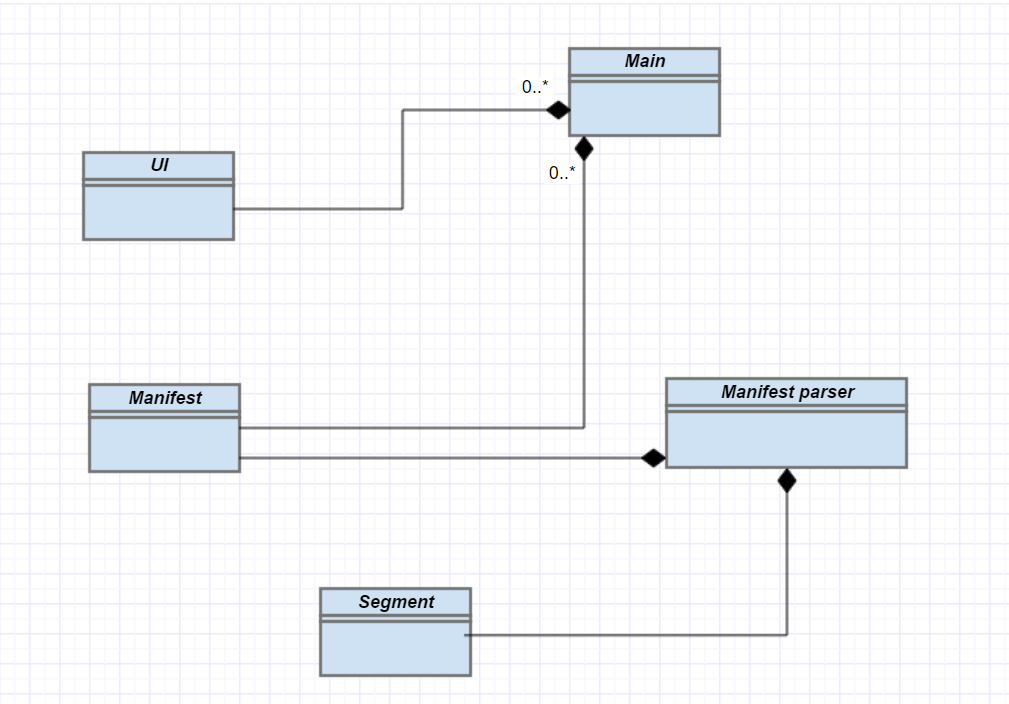 Main
0..*
UI
0..*
Manifest
Manifest parser
Segment